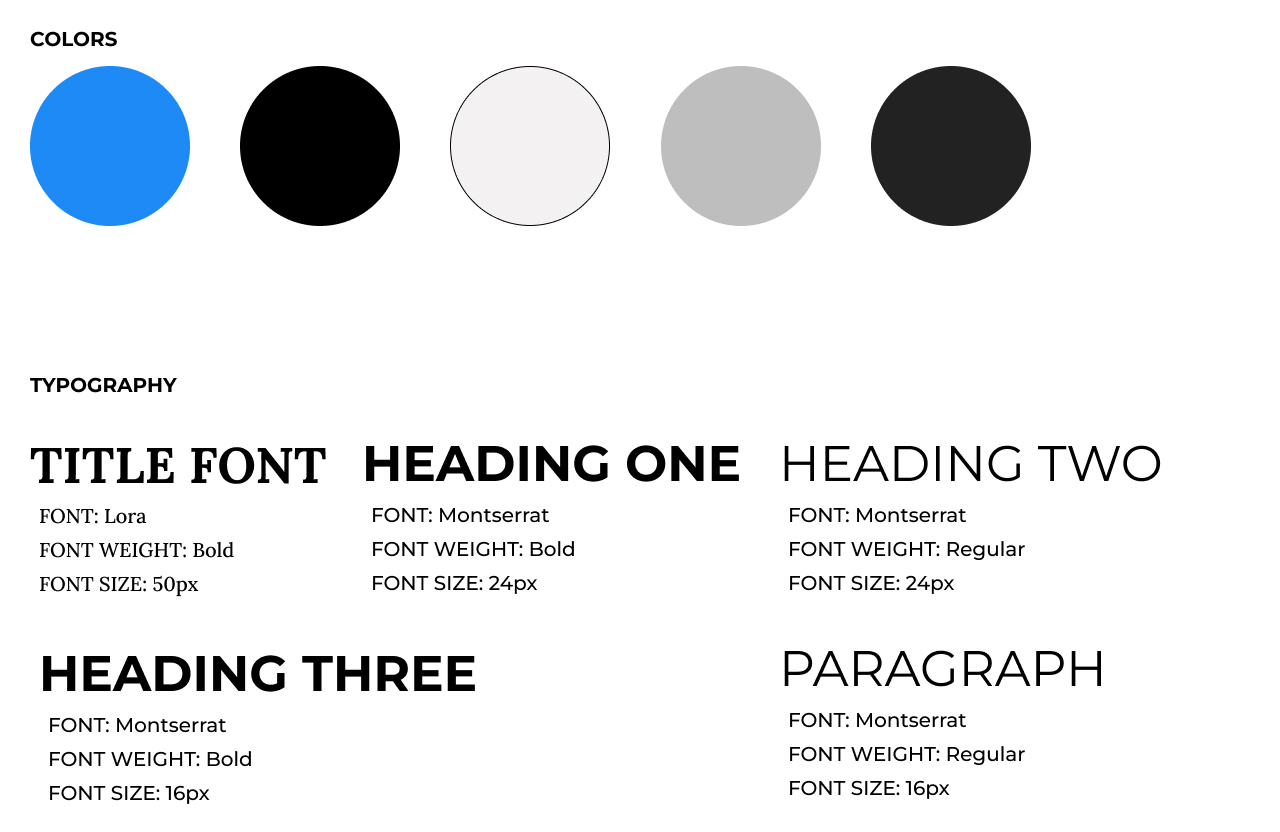 COLORS
TYPOGRAPHY
TITLE FONT
FONT: Lora
FONT WEIGHT: Bold
FONT SIZE: 50px
HEADING ONE
FONT: Montserrat
FONT WEIGHT: Bold
FONT SIZE: 24px
HEADING TWO
FONT: Montserrat
FONT WEIGHT: Regular
FONT SIZE: 24px
HEADING THREE
FONT: Montserrat
FONT WEIGHT: Bold
FONT SIZE: 16px
PARAGRAPH
FONT: Montserrat
FONT WEIGHT: Regular
FONT SIZE: 16px